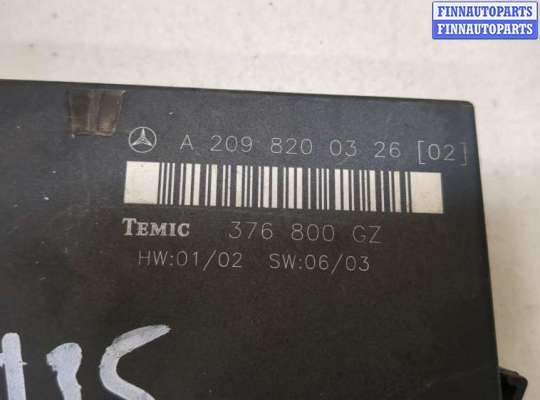 FINNAUTOPARTS
FINNAUTOPARTS
A 209 820 03 26 [02]
TEMIC 376 800 GZ
HW:01/02 SW:06/03